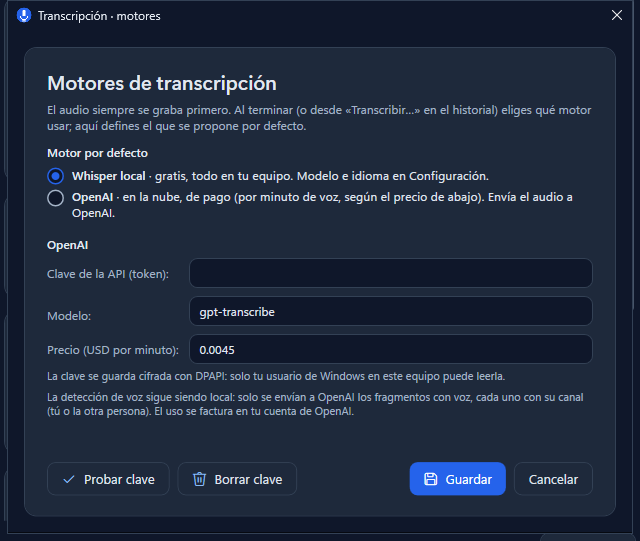 Transcripción · motores
Motores de transcripción
El audio siempre se graba primero. Al terminar (o desde «Transcribir...» en el historial) eliges qué motor
usar; aquí defines el que se propone por defecto.
Motor por defecto
Whisper local · gratis, todo en tu equipo. Modelo e idioma en Configuración.
OpenAI · en la nube, de pago (por minuto de voz, según el precio de abajo). Envía el audio a
OpenAI.
OpenAI
Clave de la API (token):
Modelo: gpt-transcribe
Precio (USD por minuto): 0.0045
La clave se guarda cifrada con DPAPI: solo tu usuario de Windows en este equipo puede leerla.
La detección de voz sigue siendo local: solo se envían a OpenAI los fragmentos con voz, cada uno con su canal
(tú o la otra persona). El uso se factura en tu cuenta de OpenAI.
Probar clave Borrar clave Guardar Cancelar